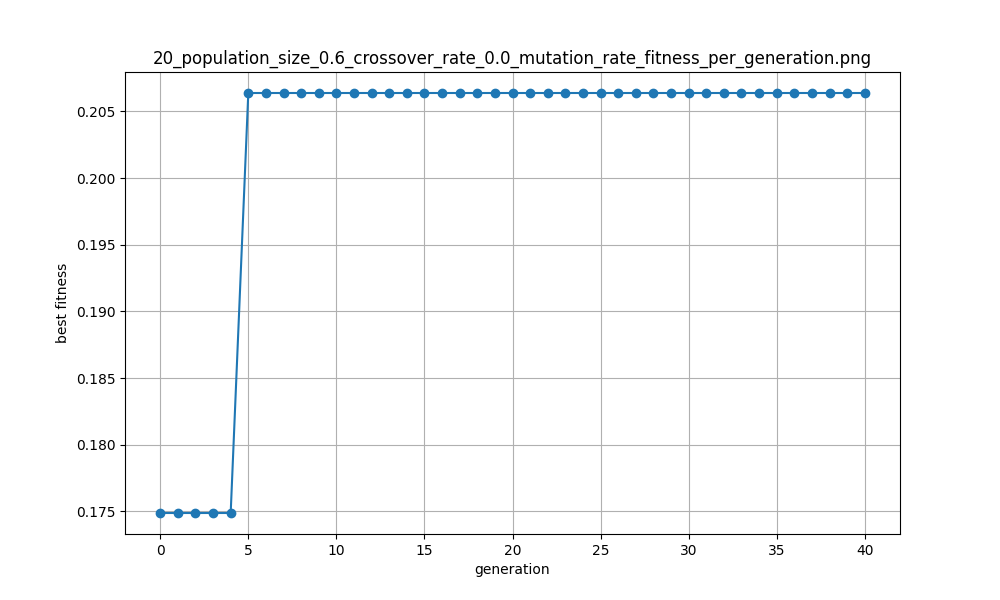 20_population_size_0.6_crossover_rate_0.0_mutation_rate_fitness_per_generation.png
best fitness
0.205
0.200
0.195
0.190
0.185
0.180
0.175
0 5 10 15 20 25 30 35 40
generation